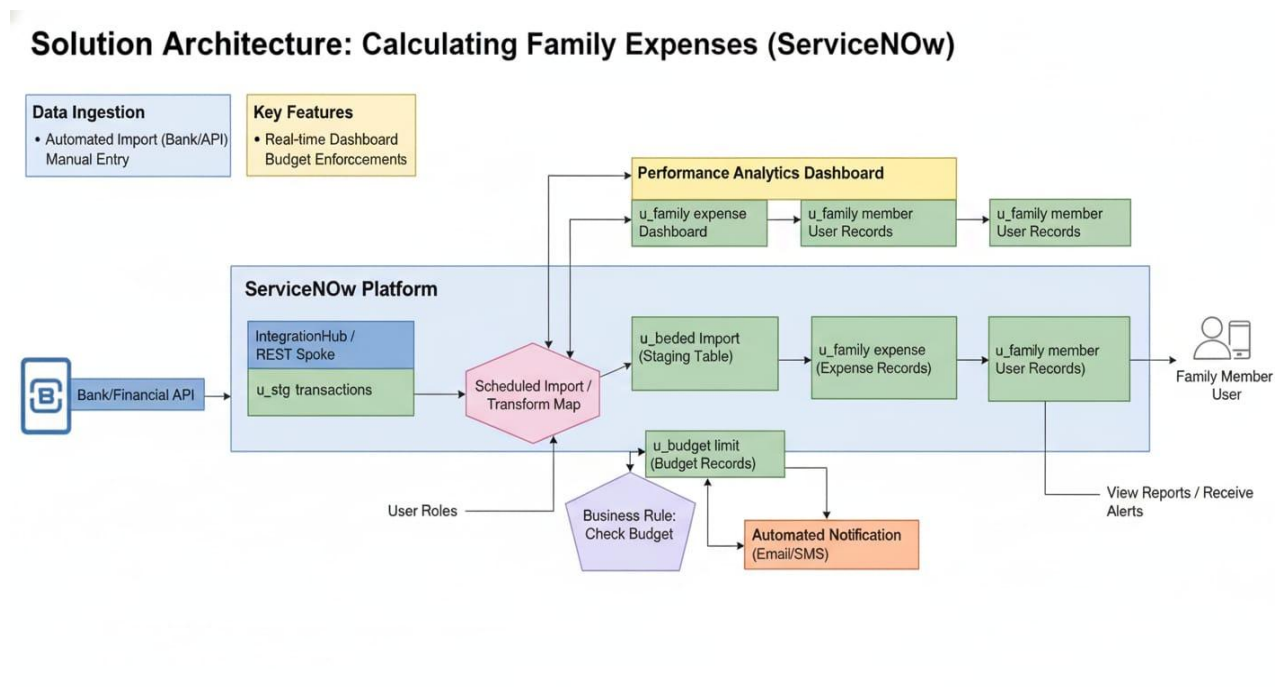 Solution Architecture: Calculating Family Expenses (ServiceNOw)
Data Ingestion
• Automated Import (Bank/API)
Manual Entry
Key Features
• Real-time Dashboard
Budget Enforccements
Performance Analytics Dashboard
u_family expense
Dashboard
u_family member
User Records
u_family member
User Records
ServiceNOw Platform
IntegrationHub /
REST Spoke
u_stg transactions
Bank/Financial API
B
Scheduled Import /
Transform Map
u_beded Import
(Staging Table)
u_family expense
(Expense Records)
u_family member
User Records)
Family Member
User
u_budget limit
(Budget Records)
User Roles
Business Rule:
Check Budget
Automated Notification
(Email/SMS)
View Reports / Receive
Alerts